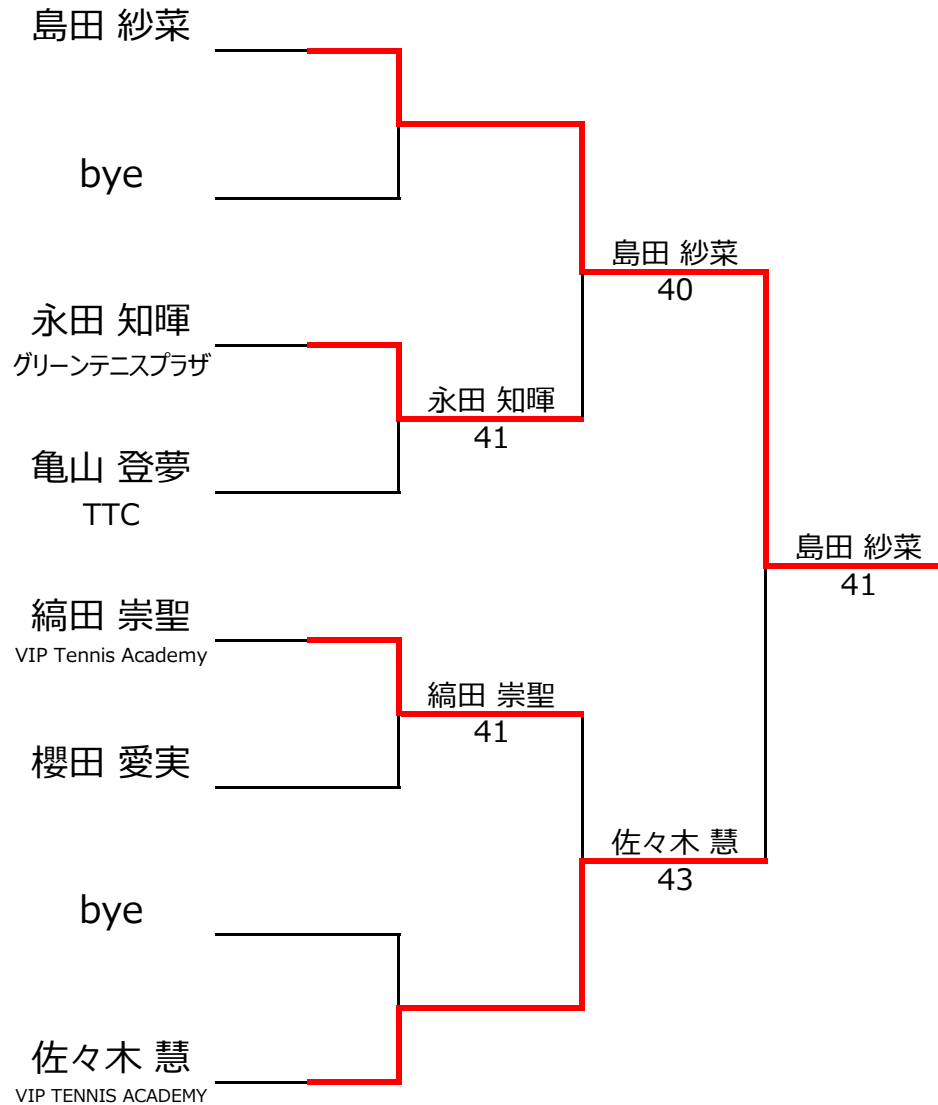 島田 紗菜
bye
島田 紗菜
40
永田 知暉
グリーンテニスプラザ
永田 知暉
41
亀山 登夢
TTC
島田 紗菜
41
縞田 崇聖
VIP Tennis Academy
縞田 崇聖
41
櫻田 愛実
佐々木 慧
43
bye
佐々木 慧
VIP TENNIS ACADEMY